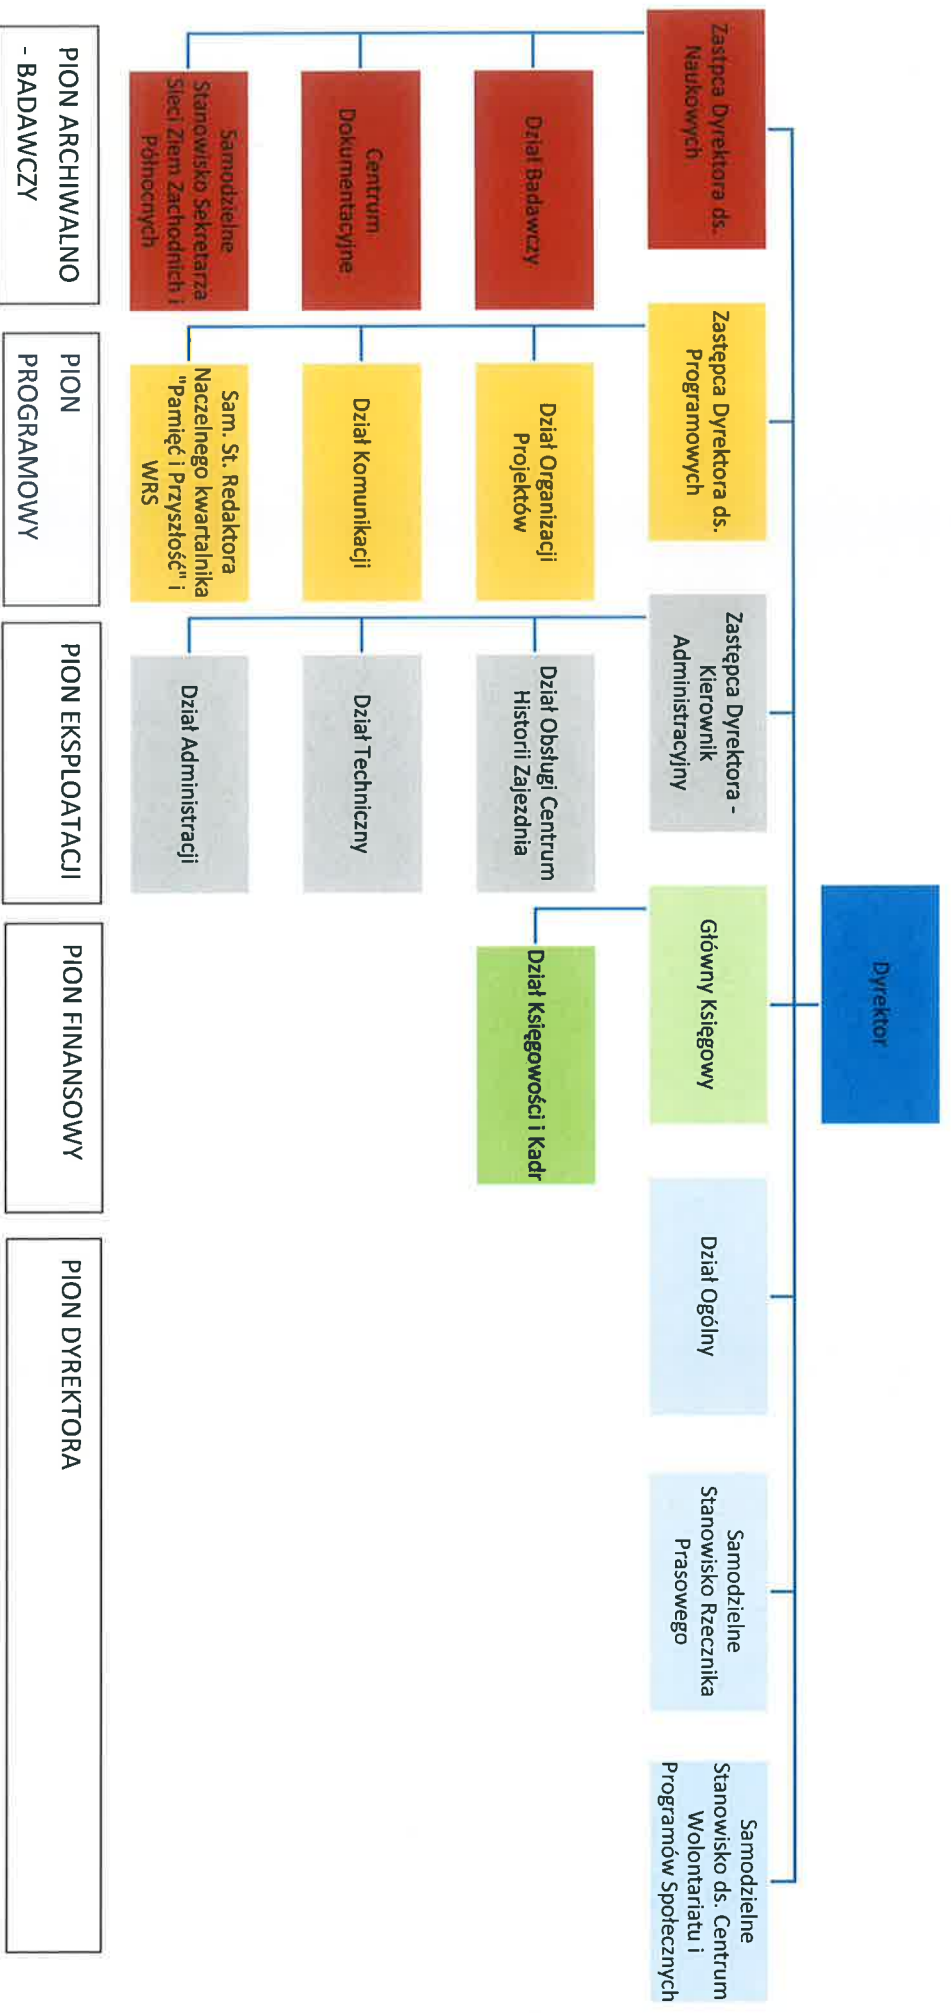 Dyrektor
Zastpca Dyrektora ds.
Naukowych
Zastępca Dyrektora ds.
Programowych
Zastępca Dyrektora -
Kierownik
Administracyjny
Główny Księgowy
Dział Ogólny
Samodzielne
Stanowisko Rzecznika
Prasowego
Samodzielne
Stanowisko ds. Centrum
Wolontariatu i
Programów Społecznych
Dział Badawczy
Dział Organizacji
Projektów
Dział Obsługi Centrum
Historii Zajezdnia
Dział Księgowości i Kadr
Centrum
Dokumentacyjne
Dział Komunikacji
Dział Techniczny
Samodzielne
Stanowisko Sekretarza
Sieci Ziem Zachodnich i
Północnych
Sam. St. Redaktora
Naczelnego kwartalnika
"Pamięć i Przyszłość" i
WRS
Dział Administracji
PION ARCHIWALNO
- BADAWCZY
PION
PROGRAMOWY
PION EKSPLOATACJI
PION FINANSOWY
PION DYREKTORA